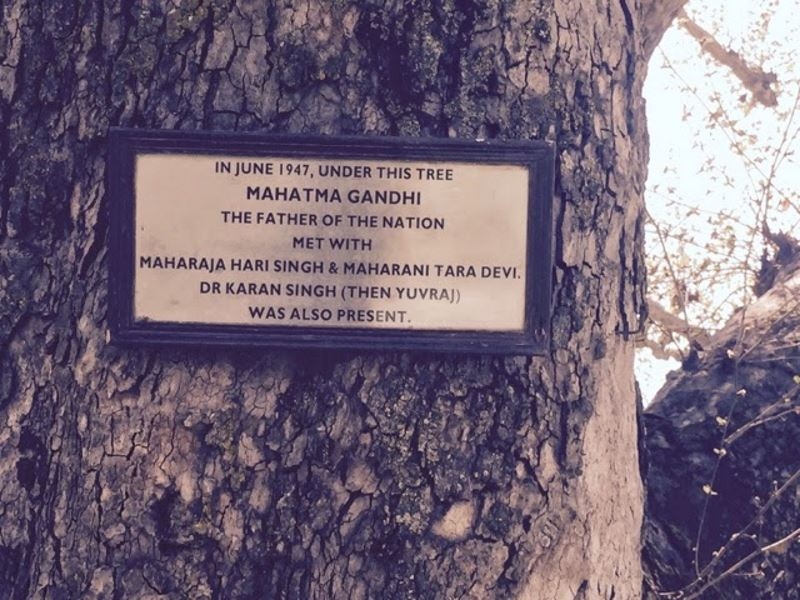 IN JUNE 1947, UNDER THIS TREE
MAHATMA GANDHI
THE FATHER OF THE NATION
MET WITH
MAHARAJA HARI SINGH & MAHARANI TARA DEVI.
DR KARAN SINGH (THEN YUVRAJ)
WAS ALSO PRESENT.